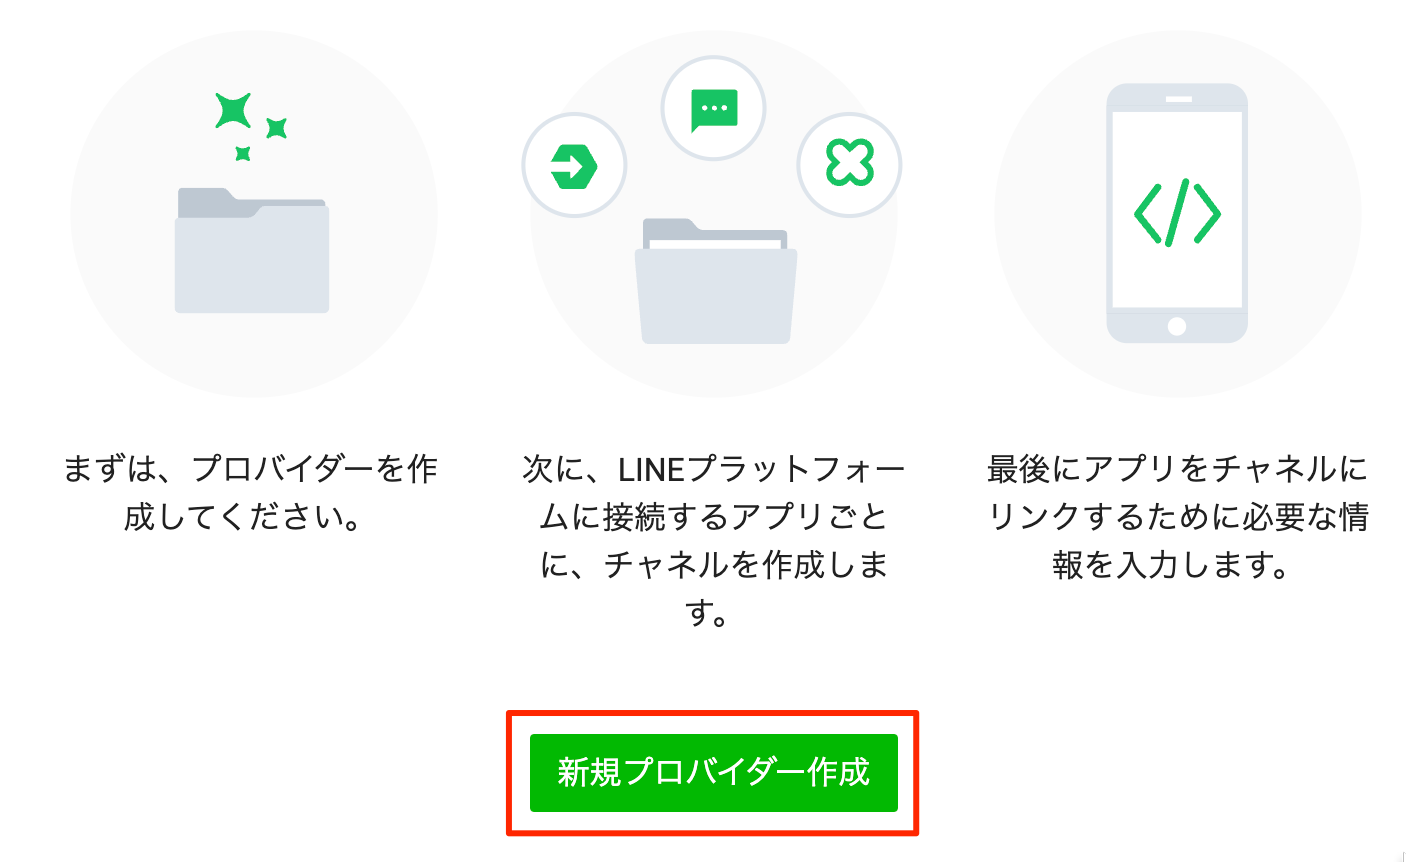 まずは、プロバイダーを作
成してください。
次に、LINEプラットフォー
ムに接続するアプリごと
に、チャネルを作成しま
す。
最後にアプリをチャネルに
リンクするために必要な情
報を入力します。
新規プロバイダー作成